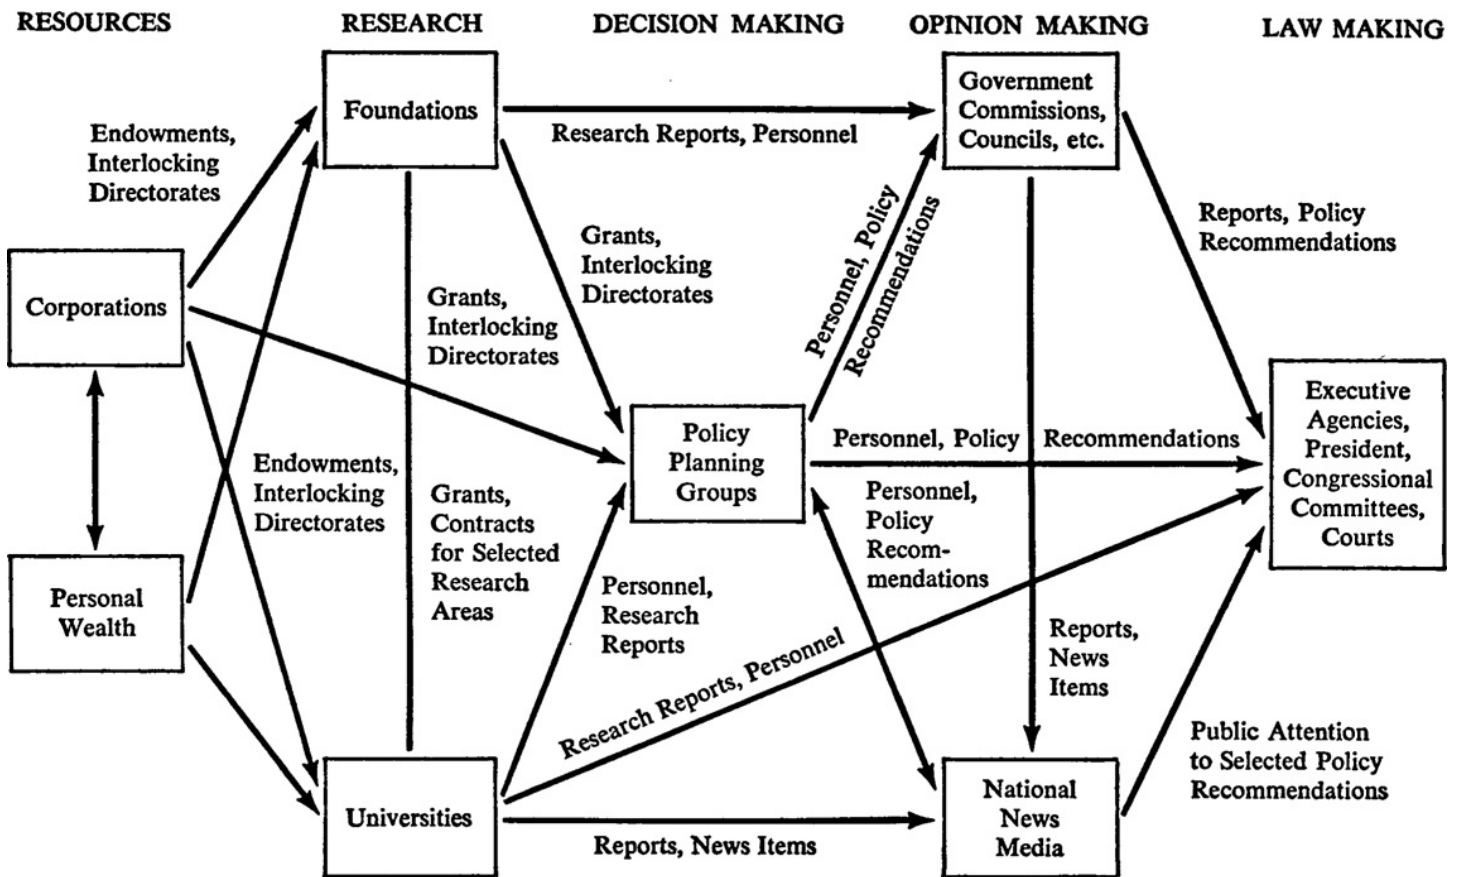 RESOURCES
RESEARCH
DECISION MAKING
OPINION MAKING
LAW MAKING
Endowments,
Interlocking
Directorates
Corporations
Personal
Wealth
Foundations
Research Reports, Personnel
Grants,
Interlocking
Directorates
Grants,
Interlocking
Directorates
Endowments,
Interlocking
Directorates
Grants,
Contracts
for Selected
Research
Areas
Universities
Policy
Planning
Groups
Personnel,
Research
Reports
Research Reports, Personnel
Reports, News Items
Personnel, Policy
Recommendations
Personnel, Policy Recommendations
Personnel,
Policy
Recom-
mendations
Government
Commissions,
Councils, etc.
Reports,
News
Items
National
News
Media
Reports, Policy
Recommendations
Executive
Agencies,
President,
Congressional
Committees,
Courts
Public Attention
to Selected Policy
Recommendations